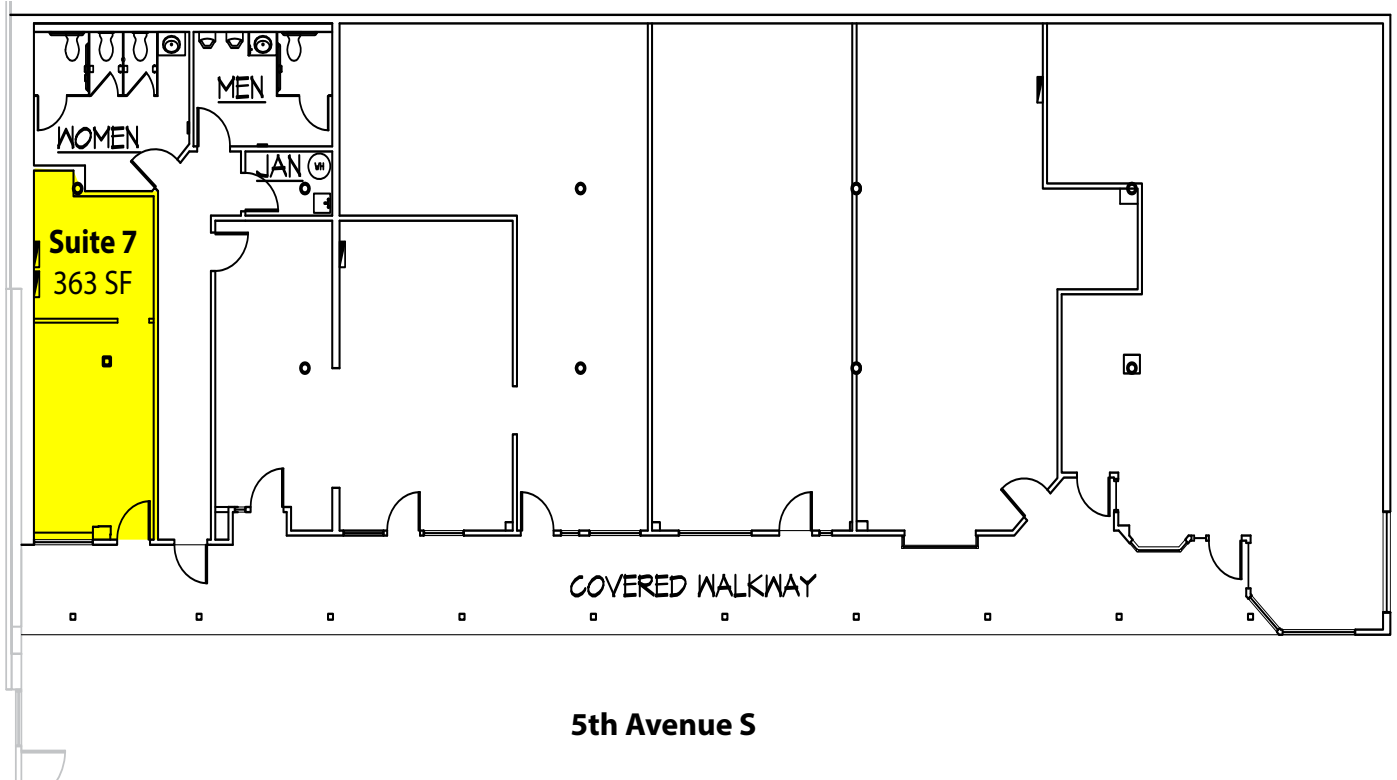 MEN
WOMEN
JAN
WH
Suite 7
363 SF
COVERED WALKWAY
5th Avenue S